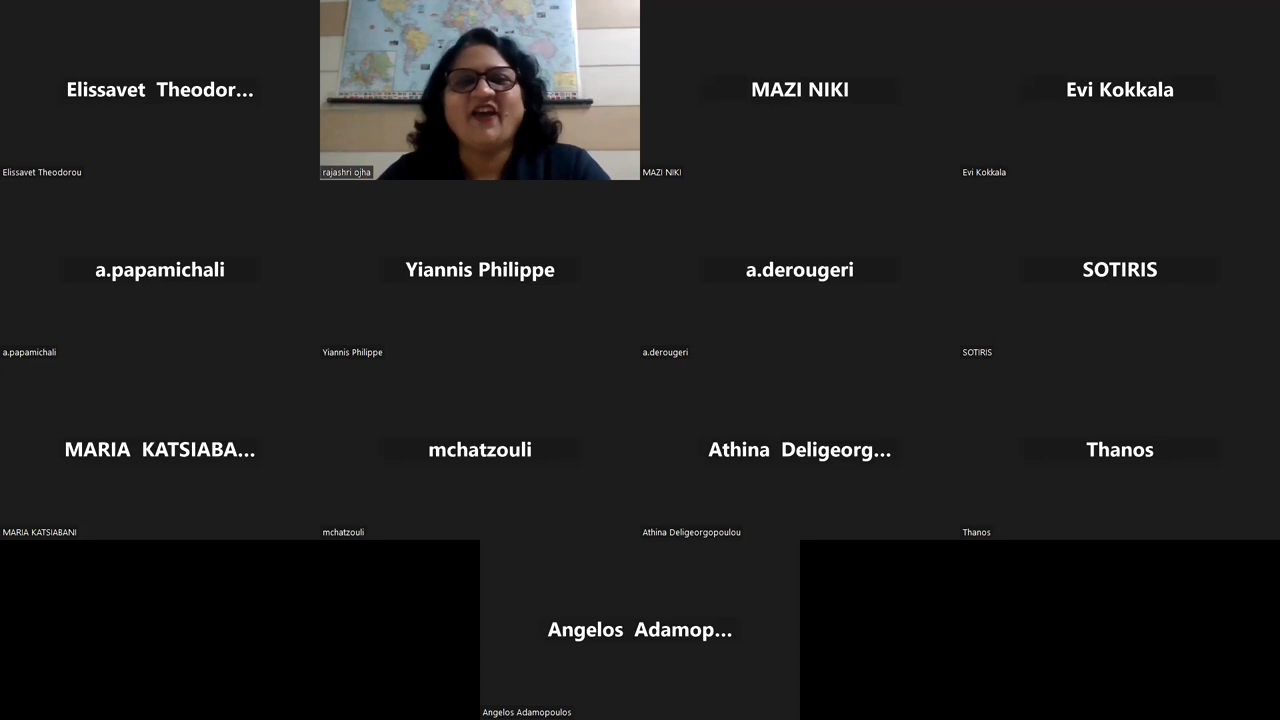 Elissavet Theodor...
Elissavet Theodorou
rajashri ojha
MAZI NIKI
MAZI NIKI
Evi Kokkala
Evi Kokkala
a.papamichali
a.papamichali
Yiannis Philippe
Yiannis Philippe
a.derougeri
a.derougeri
SOTIRIS
SOTIRIS
MARIA KATSIABA...
MARIA KATSIABANI
mchatzouli
mchatzouli
Athina Deligeorg...
Athina Deligeorgopoulou
Thanos
Thanos
Angelos Adamop...
Angelos Adamopoulos